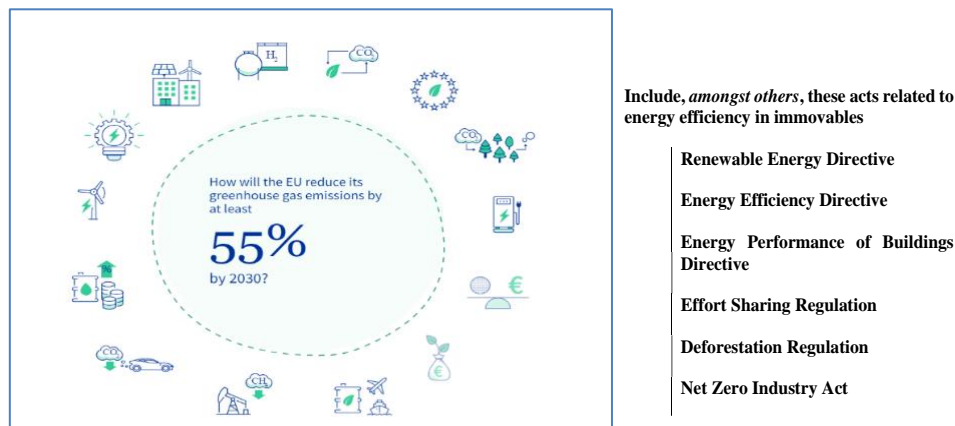 H2
CO2
CO2
How will the EU reduce its
greenhouse gas emissions by
at least
55%
by 2030?
€
%
€
CO2
CH4
Include, amongst others, these acts related to
energy efficiency in immovables
Renewable Energy Directive
Energy Efficiency Directive
Energy Performance of Buildings
Directive
Effort Sharing Regulation
Deforestation Regulation
Net Zero Industry Act